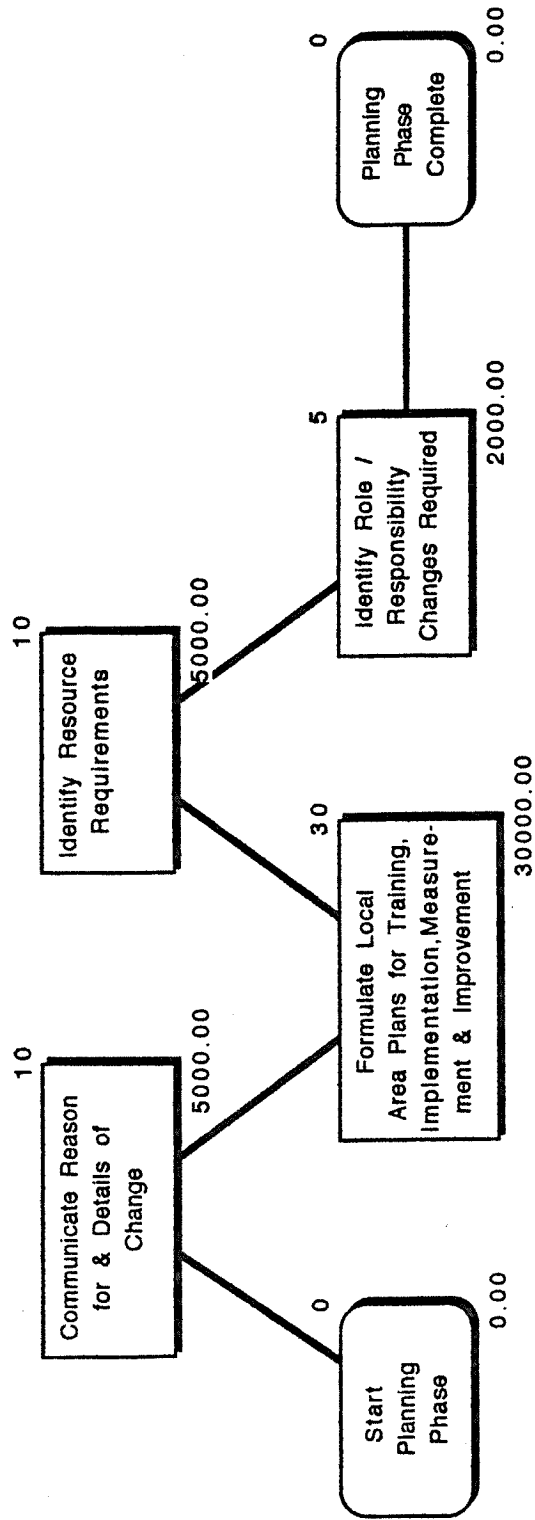 0
Start
Planning
Phase
0.00
10
Communicate Reason
for & Details of
Change
5000.00
30
Formulate Local
Area Plans for Training,
Implementation,Measure-
ment & Improvement
30000.00
10
Identify Resource
Requirements
5000.00
5
Identify Role /
Responsibility
Changes Required
2000.00
0
Planning
Phase
Complete
0.00